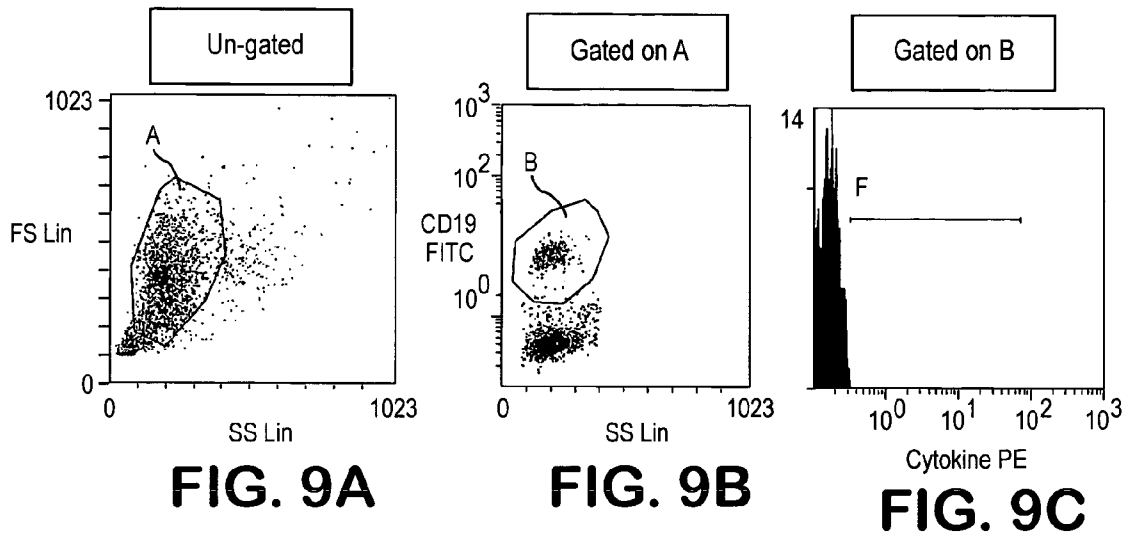 Un-gated
1023
A
FS Lin
0
0
1023
SS Lin
FIG. 9A
Gated on A
10^3
B
10^2
CD19
FITC
10^0
0
1023
SS Lin
FIG. 9B
Gated on B
14
F
10^0
10^1
10^2
10^3
Cytokine PE
FIG. 9C